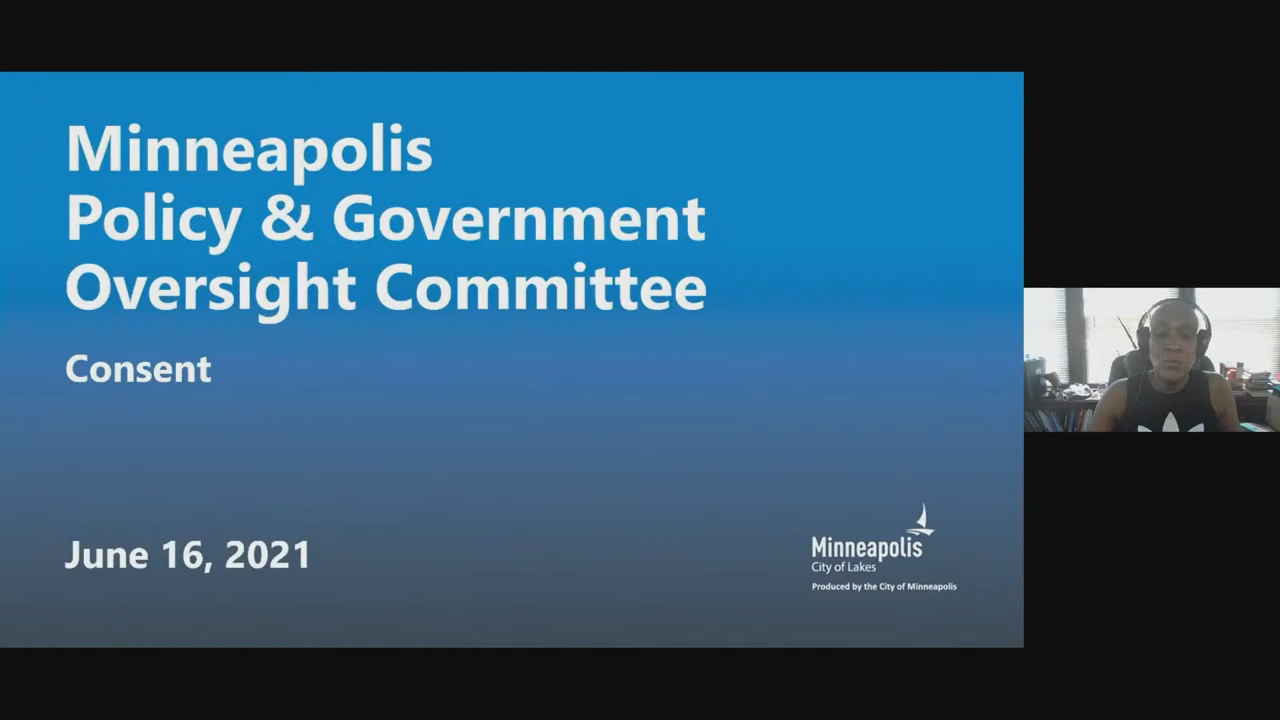 Minneapolis
Policy & Government
Oversight Committee
Consent
June 16, 2021
Minneapolis
City of Lakes
Produced by the City of Minneapolis